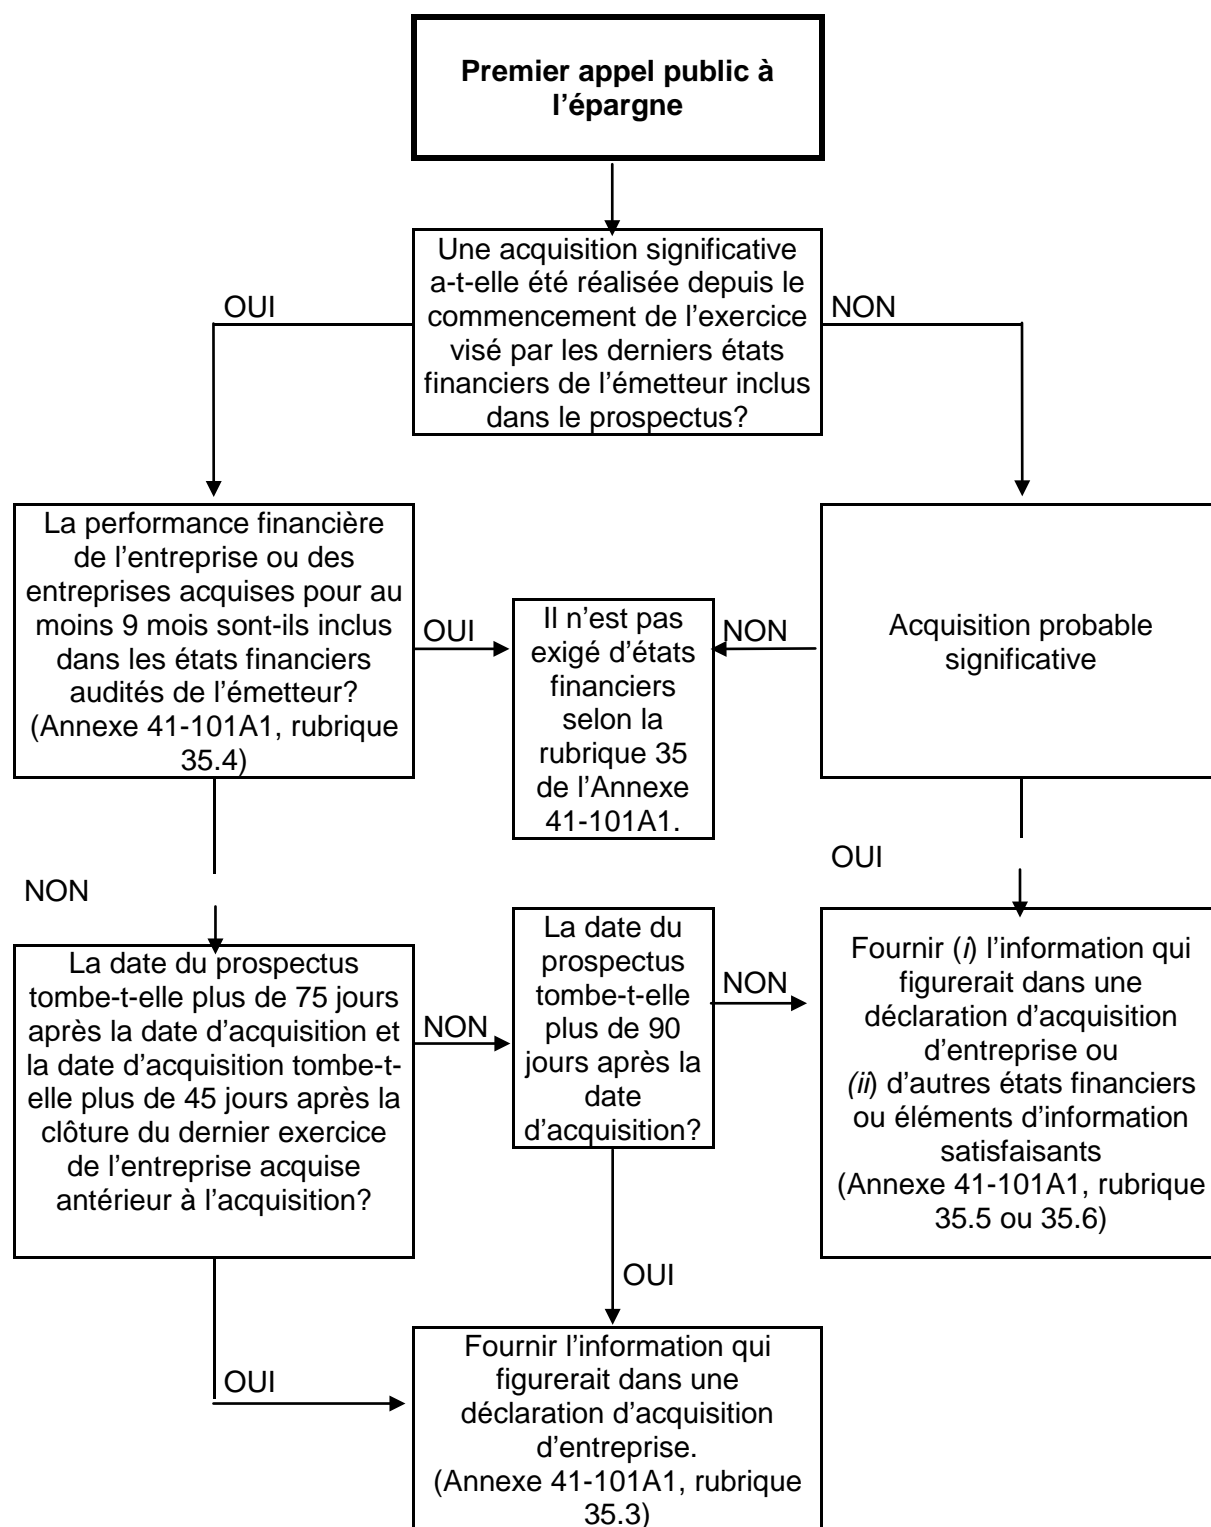 Premier appel public à
l’épargne
Une acquisition significative
a-t-elle été réalisée depuis le
commencement de l’exercice
visé par les derniers états
financiers de l’émetteur inclus
dans le prospectus?
OUI
NON
La performance financière
de l’entreprise ou des
entreprises acquises pour au
moins 9 mois sont-ils inclus
dans les états financiers
audités de l’émetteur?
(Annexe 41-101A1, rubrique
35.4)
OUI
Il n’est pas
exigé d’états
financiers
selon la
rubrique 35
de l’Annexe
41-101A1.
NON
Acquisition probable
significative
NON
OUI
La date du prospectus
tombe-t-elle plus de 75 jours
après la date d’acquisition et
la date d’acquisition tombe-t-
elle plus de 45 jours après la
clôture du dernier exercice
de l’entreprise acquise
antérieur à l’acquisition?
NON
La date du
prospectus
tombe-t-elle
plus de 90
jours après la
date
d’acquisition?
NON
Fournir (i) l’information qui
figurerait dans une
déclaration d’acquisition
d’entreprise ou
(ii) d’autres états financiers
ou éléments d’information
satisfaisants
(Annexe 41-101A1, rubrique
35.5 ou 35.6)
OUI
OUI
Fournir l’information qui
figurerait dans une
déclaration d’acquisition
d’entreprise.
(Annexe 41-101A1, rubrique
35.3)